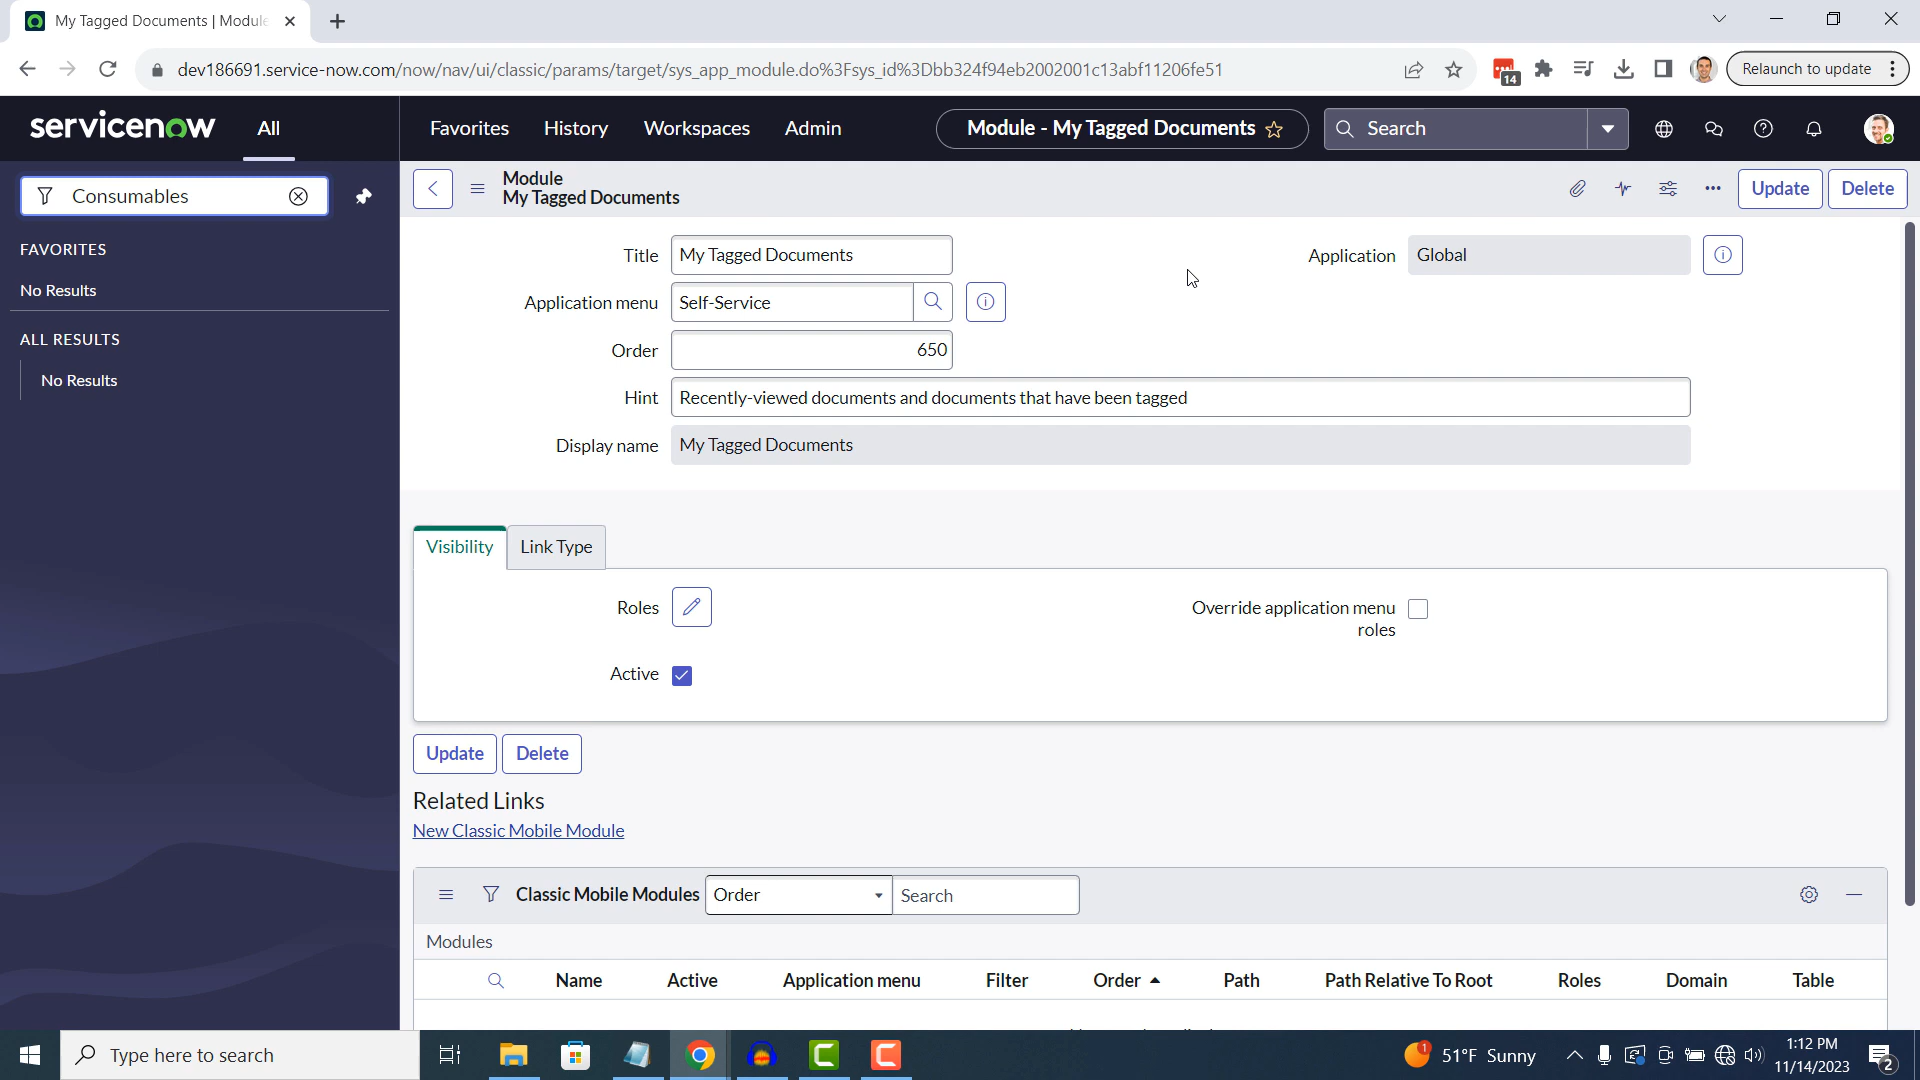 My Tagged Documents | Module
dev186691.service-now.com/now/nav/ui/classic/params/target/sys_app_module.do%3Fsys_id%3Dbb324f94eb2002001c13abf11206fe51
14
Relaunch to update
servicenow
All
Favorites
History
Workspaces
Admin
Module - My Tagged Documents
Search
Consumables
FAVORITES
No Results
ALL RESULTS
No Results
Module
My Tagged Documents
Update
Delete
Title
My Tagged Documents
Application
Global
Application menu
Self-Service
Order
650
Hint
Recently-viewed documents and documents that have been tagged
Display name
My Tagged Documents
Visibility
Link Type
Roles
Override application menu
roles
Active
Update
Delete
Related Links
New Classic Mobile Module
Classic Mobile Modules
Order
Search
Modules
Name
Active
Application menu
Filter
Order
Path
Path Relative To Root
Roles
Domain
Table
Type here to search
1
51°F Sunny
1:12 PM
11/14/2023
2